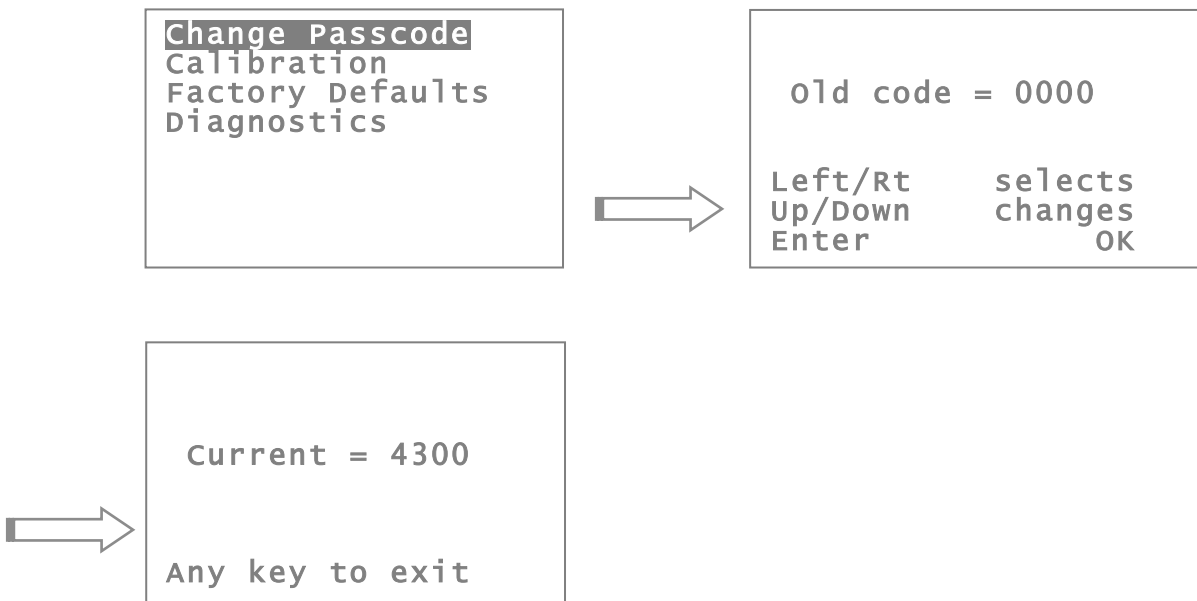 Change Passcode
Calibration
Factory Defaults
Diagnostics
Old code = 0000
Left/Rt selects
Up/Down changes
Enter OK
Current = 4300
Any key to exit